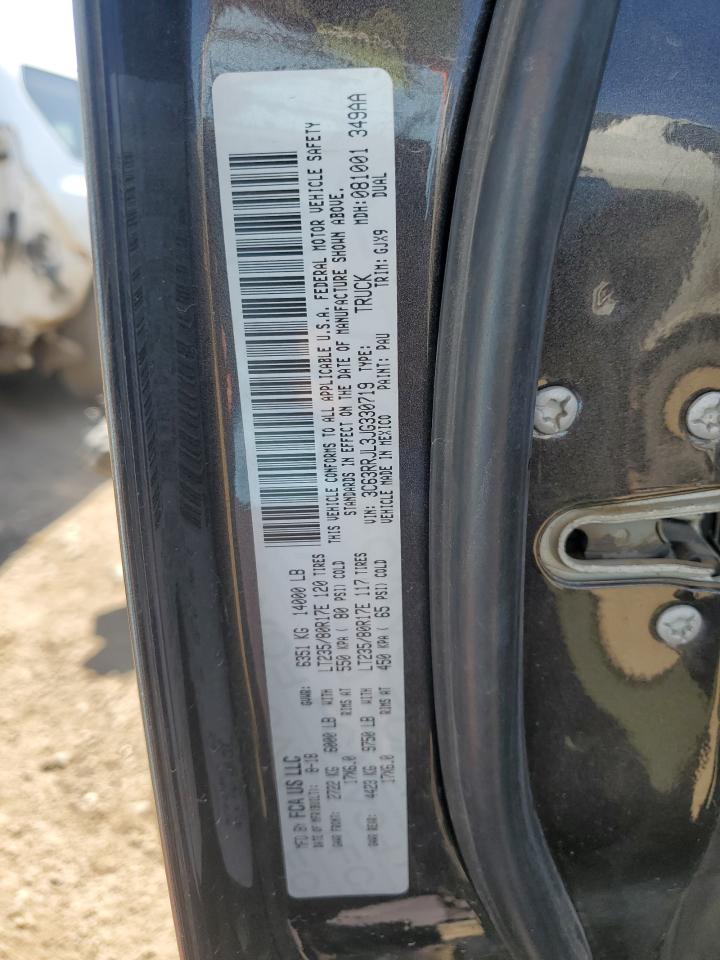 MFD BY FCA US LLC
DATE OF MFR(BUILT): 8-18 GVWR: 6351 KG 14000 LB
GAWR FRONT: 2722 KG 6000 LB WITH LT235/80R17E 120 TIRES
17X6.0 RIMS AT 550 KPA ( 80 PSI) COLD
GAWR REAR: 4423 KG 9750 LB WITH LT235/80R17E 117 TIRES
17X6.0 RIMS AT 450 KPA ( 65 PSI) COLD
THIS VEHICLE CONFORMS TO ALL APPLICABLE U.S.A. FEDERAL MOTOR VEHICLE SAFETY
STANDARDS IN EFFECT ON THE DATE OF MANUFACTURE SHOWN ABOVE.
VIN: 3C63RRJL3JG330719 TYPE: TRUCK MDH:081001 349AA
VEHICLE MADE IN MEXICO PAINT: PAU TRIM: GJX9 DUAL